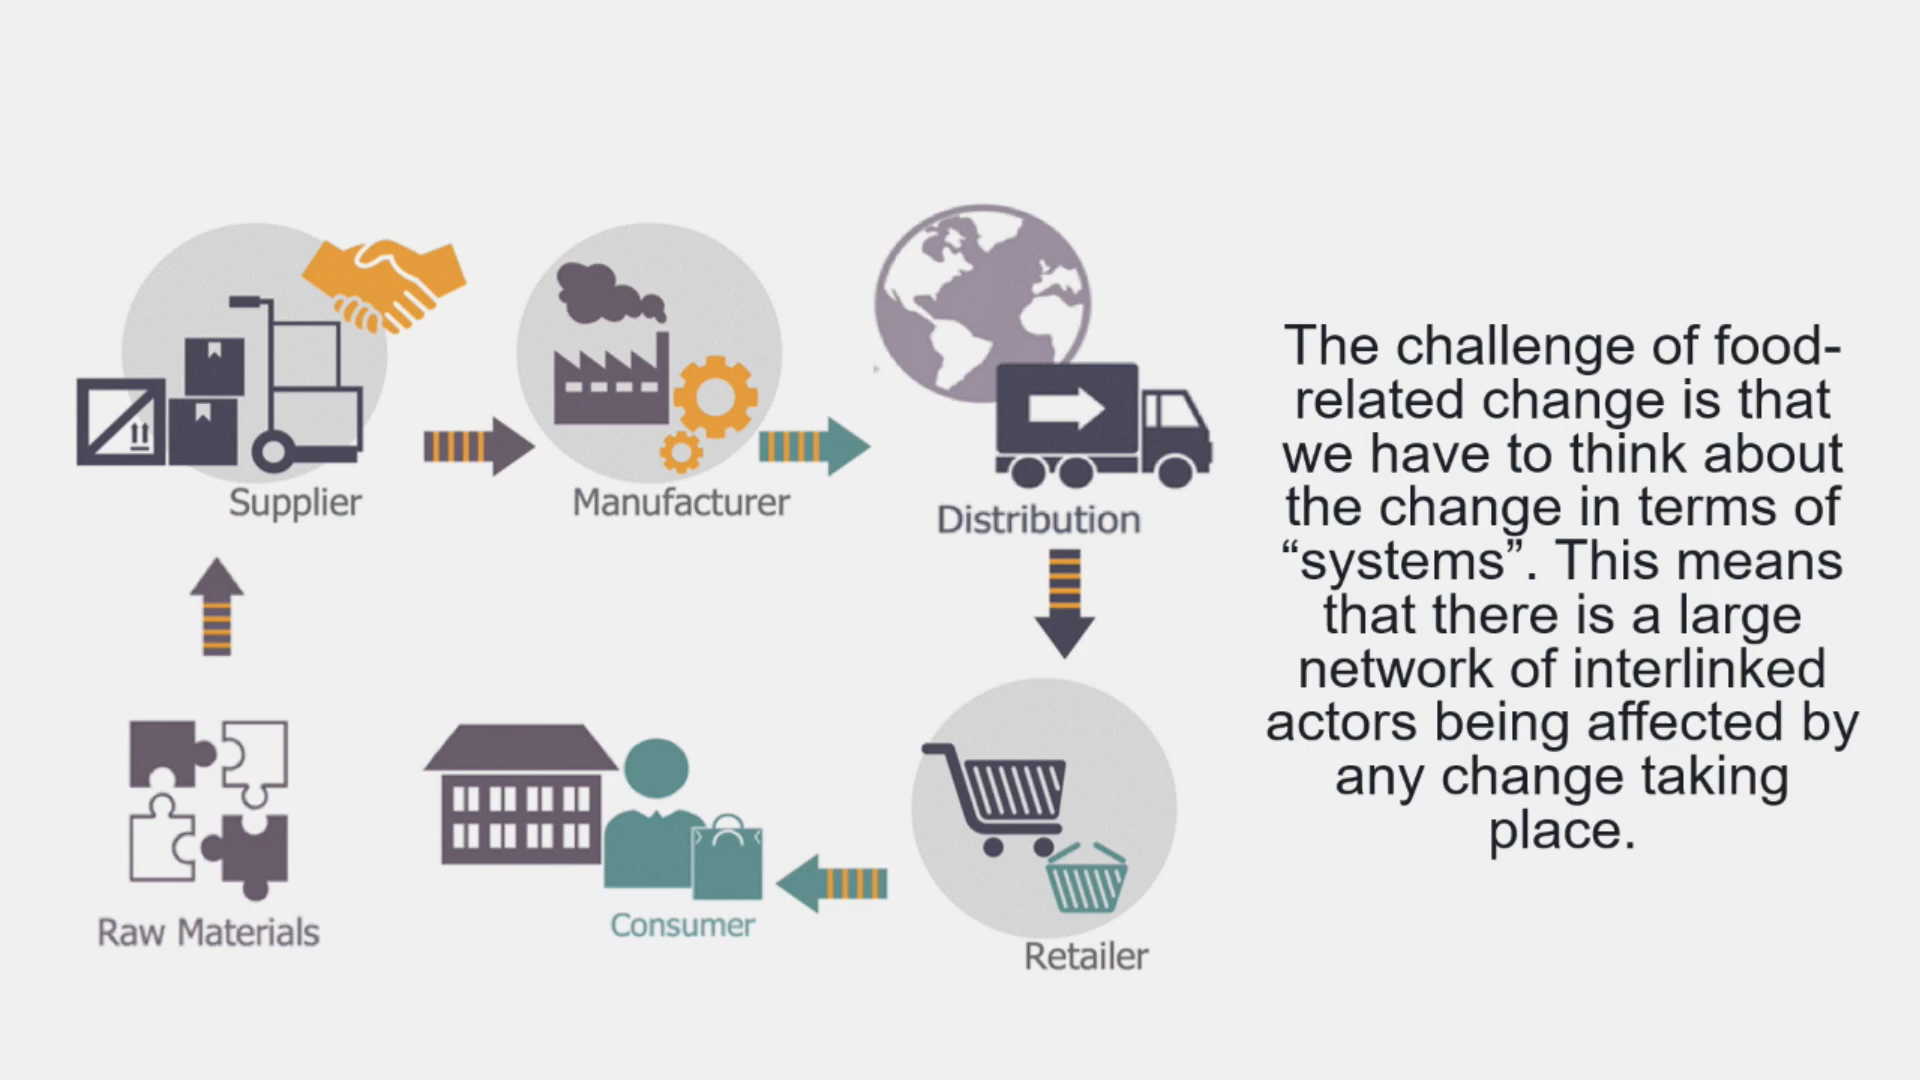 Supplier
Manufacturer
Distribution
Raw Materials
Consumer
Retailer
The challenge of food-
related change is that
we have to think about
the change in terms of
“systems”. This means
that there is a large
network of interlinked
actors being affected by
any change taking
place.